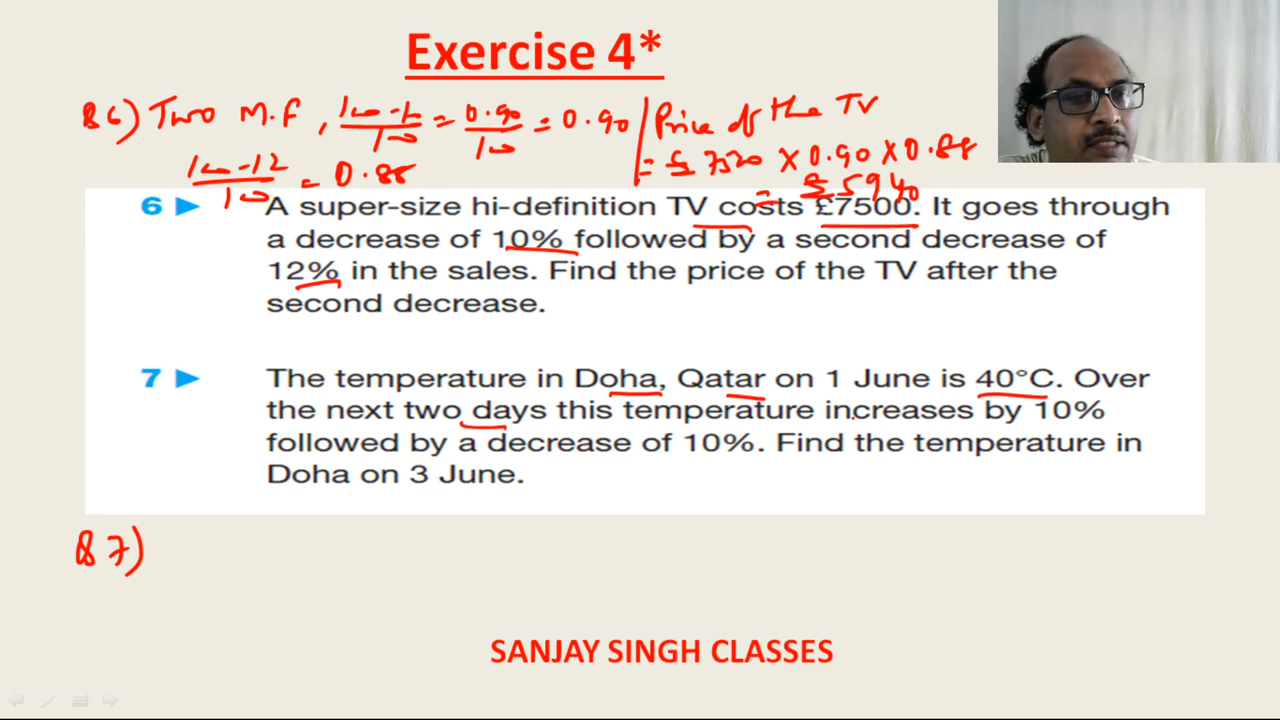 Exercise 4*
Q6) Two M.F, (100-10)/100 = 0.90/100 = 0.90 | Price of the TV
(100-12)/100 = 0.88 = £7500 × 0.90 × 0.88
= £5940
6 ► A super-size hi-definition TV costs £7500. It goes through
a decrease of 10% followed by a second decrease of
12% in the sales. Find the price of the TV after the
second decrease.
7 ► The temperature in Doha, Qatar on 1 June is 40°C. Over
the next two days this temperature increases by 10%
followed by a decrease of 10%. Find the temperature in
Doha on 3 June.
Q7)
SANJAY SINGH CLASSES